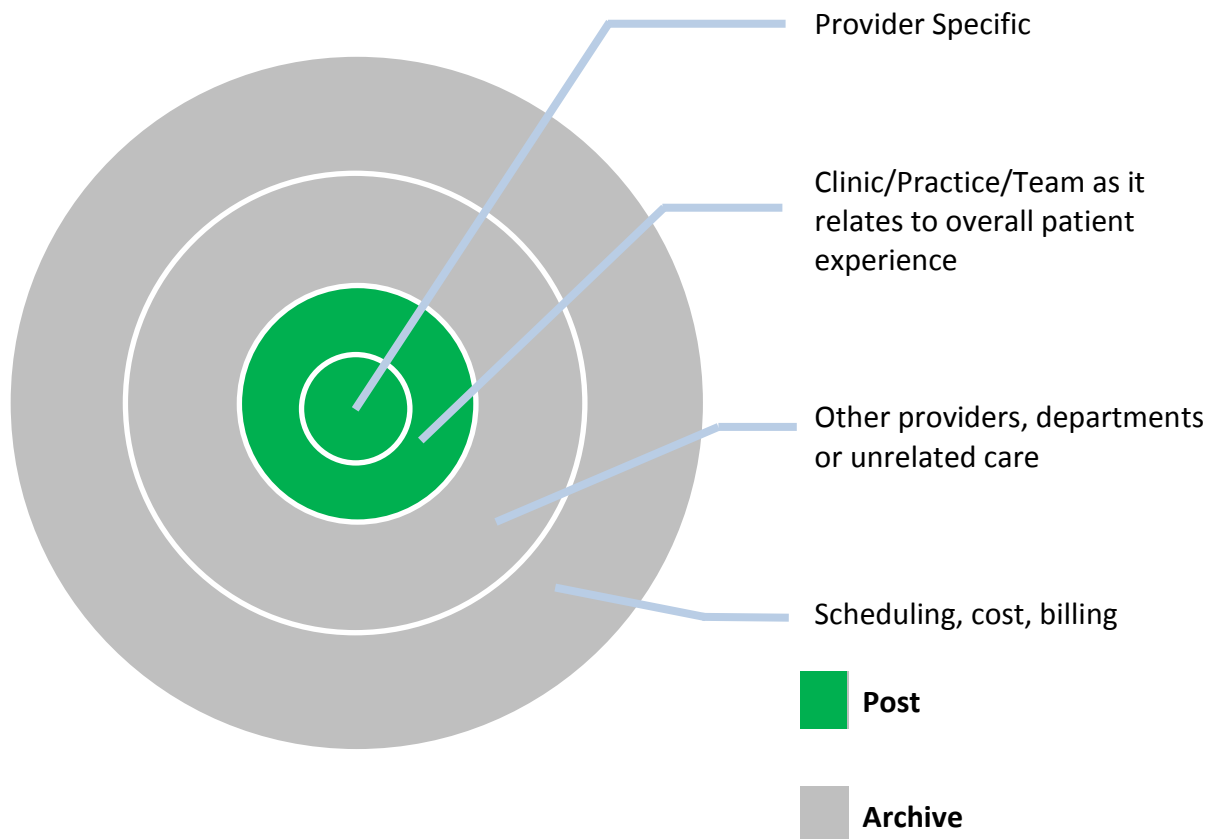 Provider Specific
Clinic/Practice/Team as it
relates to overall patient
experience
Other providers, departments
or unrelated care
Scheduling, cost, billing
Post
Archive